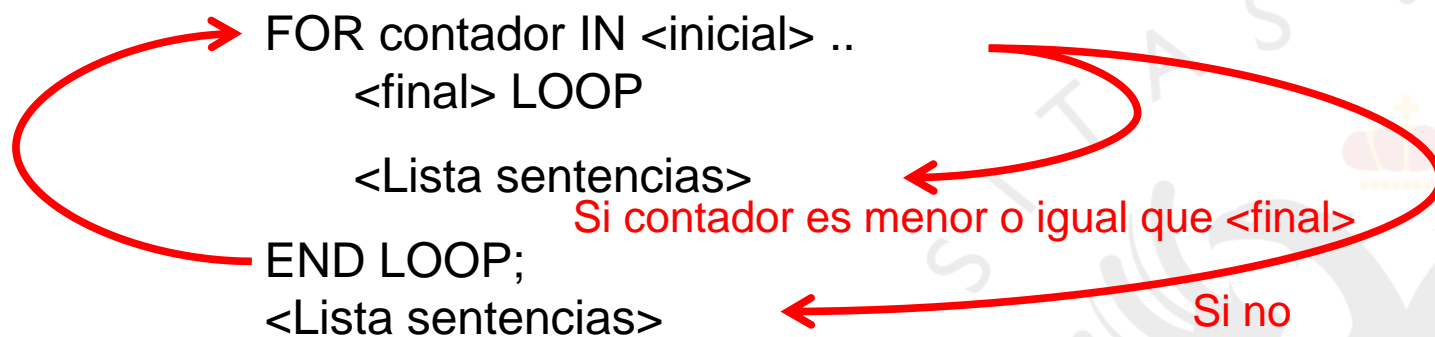 FOR contador IN <inicial> ..
<final> LOOP
<Lista sentencias>
Si contador es menor o igual que <final>
END LOOP;
<Lista sentencias>
Si no